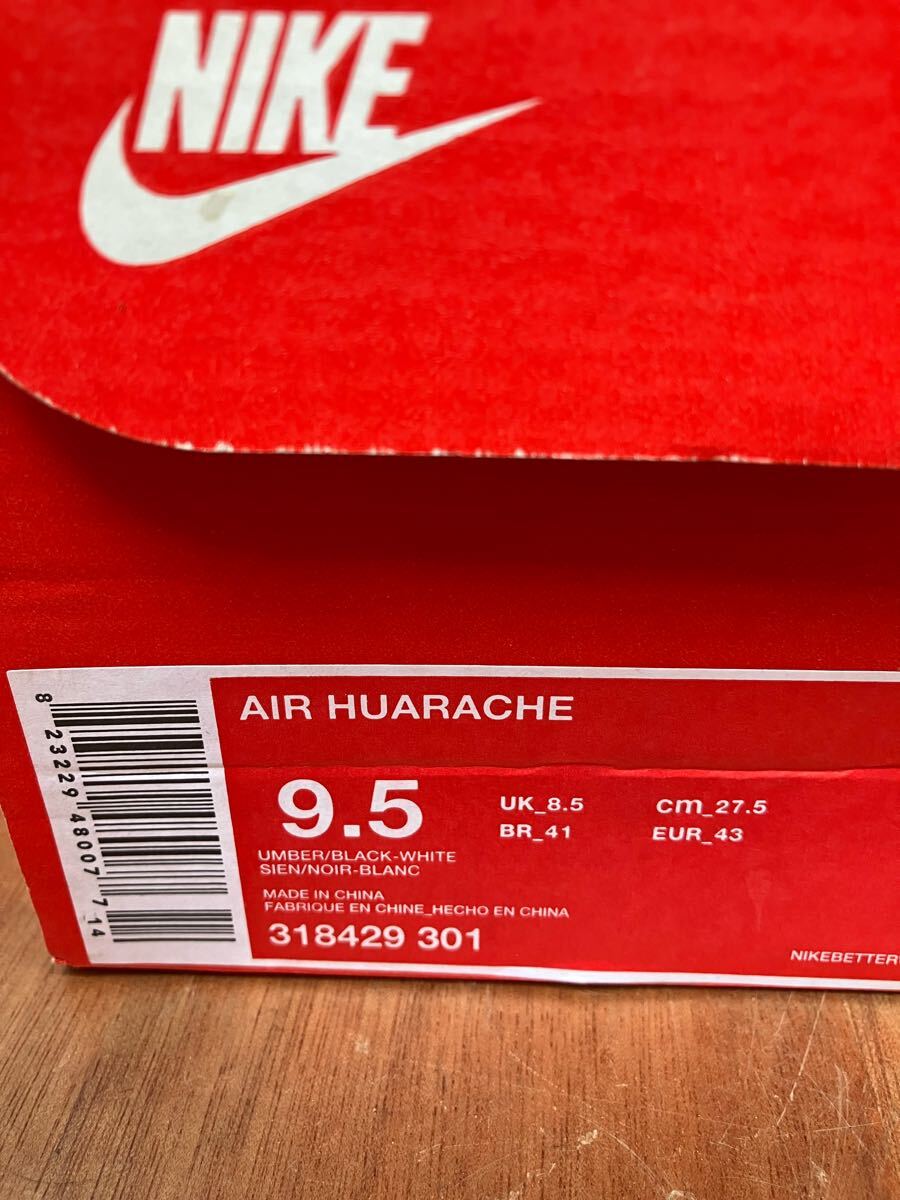 NIKE
AIR HUARACHE
9.5
UK_8.5 cm_27.5
BR_41 EUR_43
UMBER/BLACK-WHITE
SIEN/NOIR-BLANC
MADE IN CHINA
FABRIQUE EN CHINE_HECHO EN CHINA
318429 301
NIKEBETTER
8 23229 48007 7 14